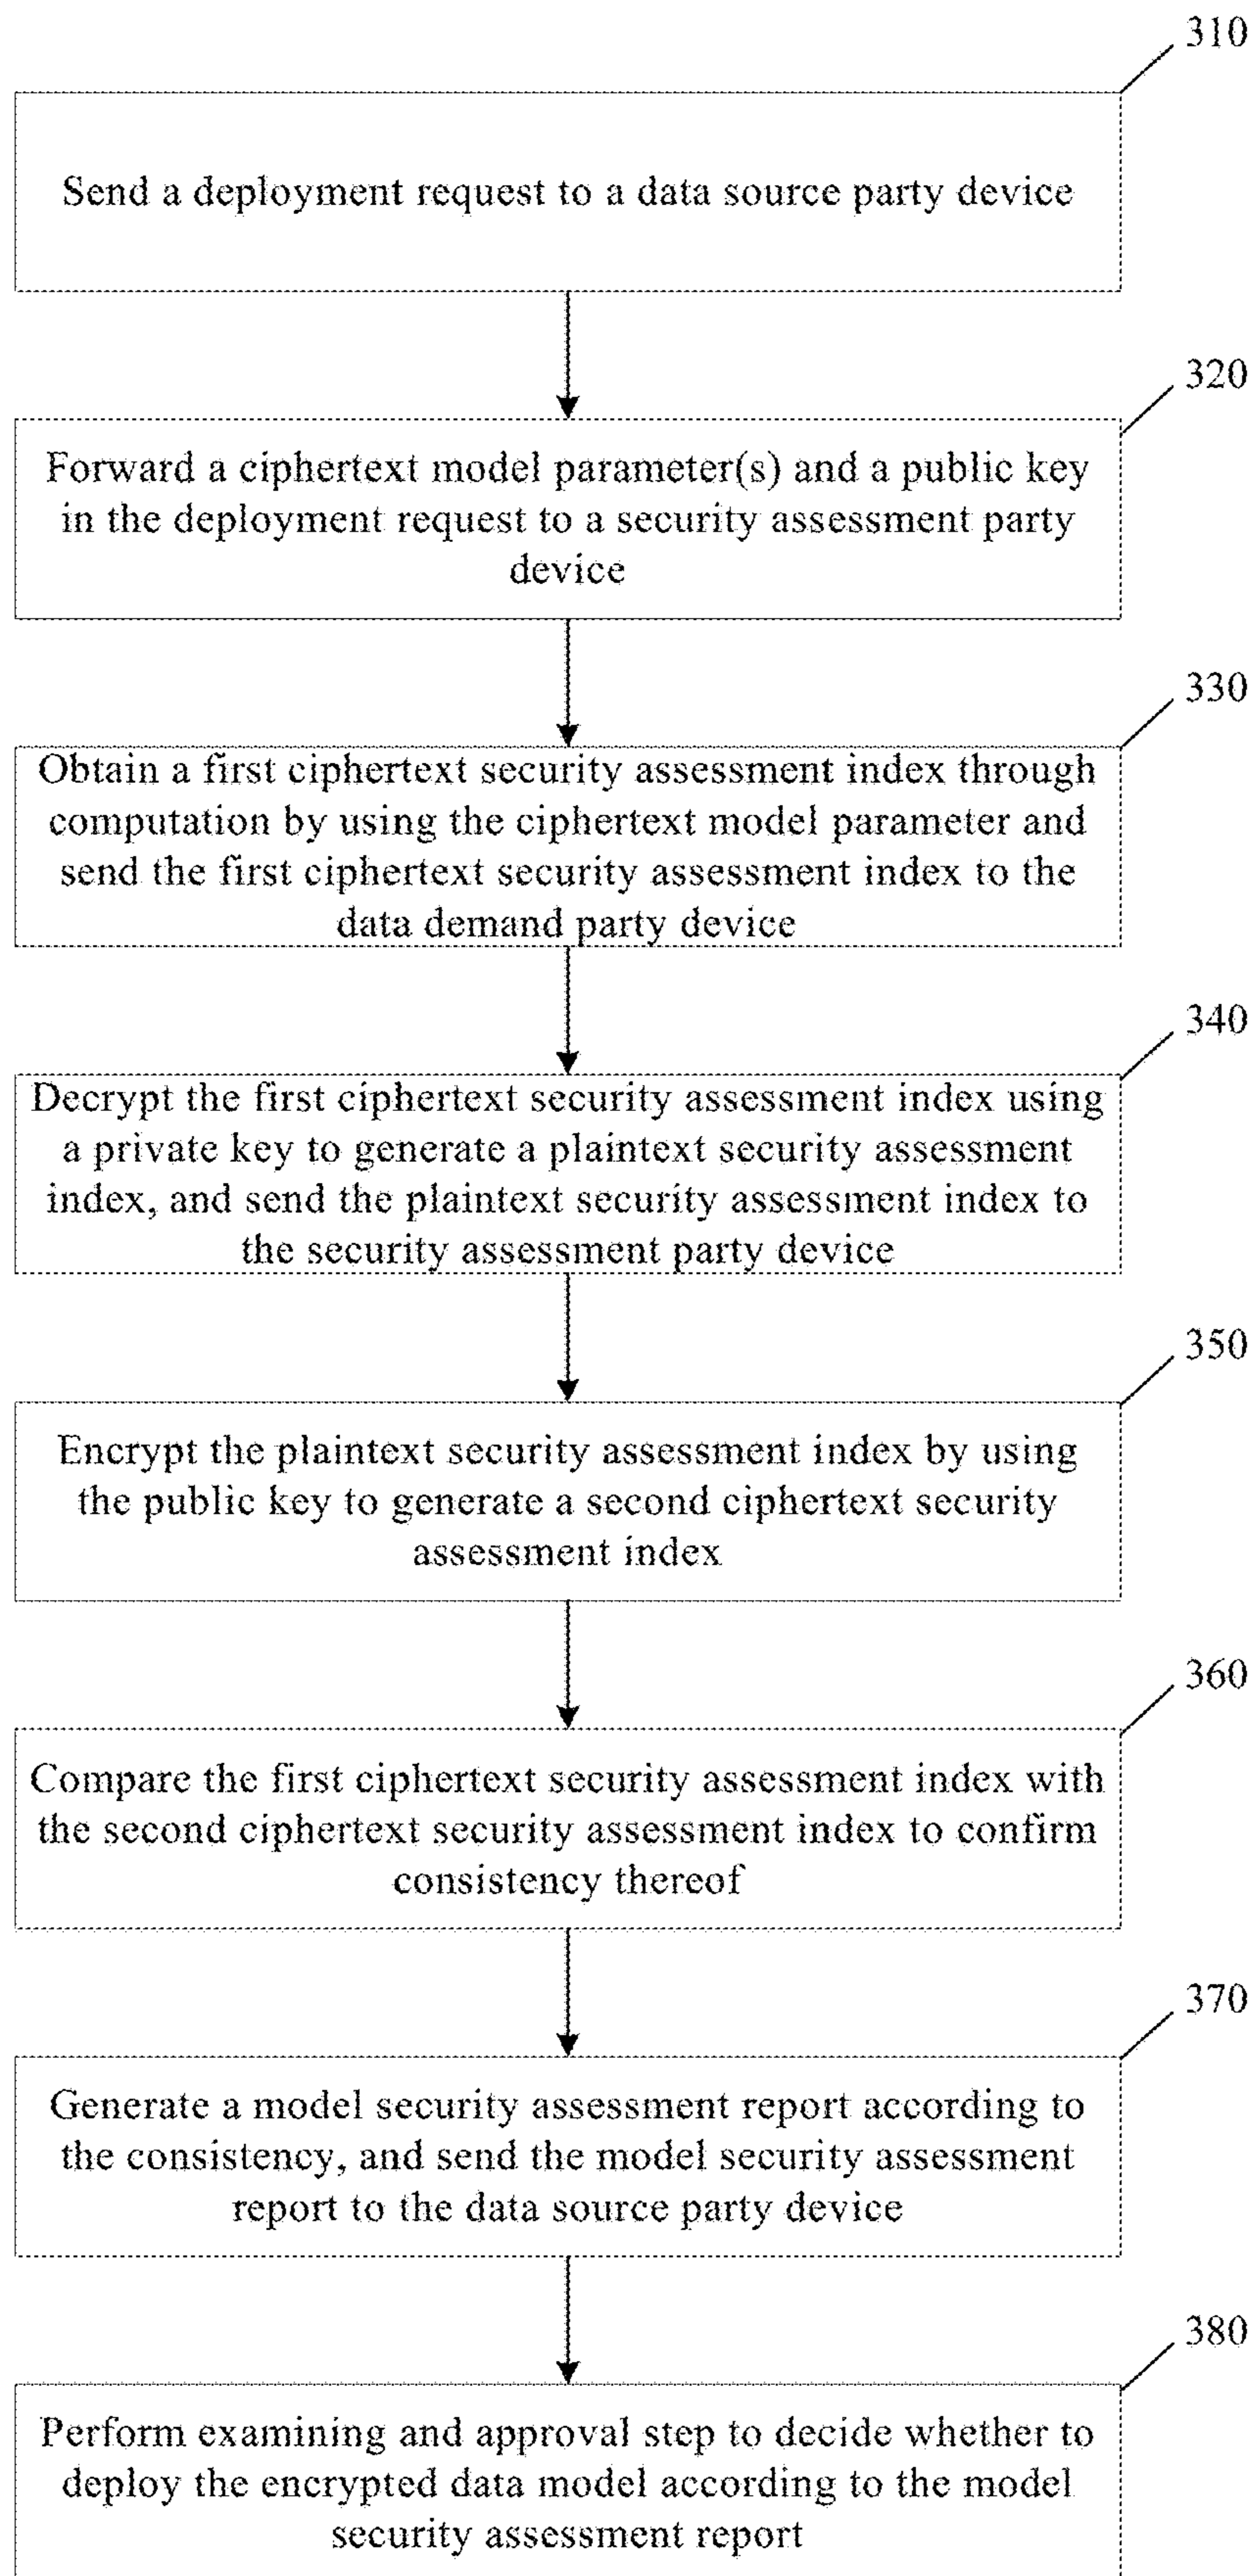 310
Send a deployment request to a data source party device
320
Forward a ciphertext model parameter(s) and a public key
in the deployment request to a security assessment party
device
330
Obtain a first ciphertext security assessment index through
computation by using the ciphertext model parameter and
send the first ciphertext security assessment index to the
data demand party device
340
Decrypt the first ciphertext security assessment index using
a private key to generate a plaintext security assessment
index, and send the plaintext security assessment index to
the security assessment party device
350
Encrypt the plaintext security assessment index by using
the public key to generate a second ciphertext security
assessment index
360
Compare the first ciphertext security assessment index with
the second ciphertext security assessment index to confirm
consistency thereof
370
Generate a model security assessment report according to
the consistency, and send the model security assessment
report to the data source party device
380
Perform examining and approval step to decide whether to
deploy the encrypted data model according to the model
security assessment report